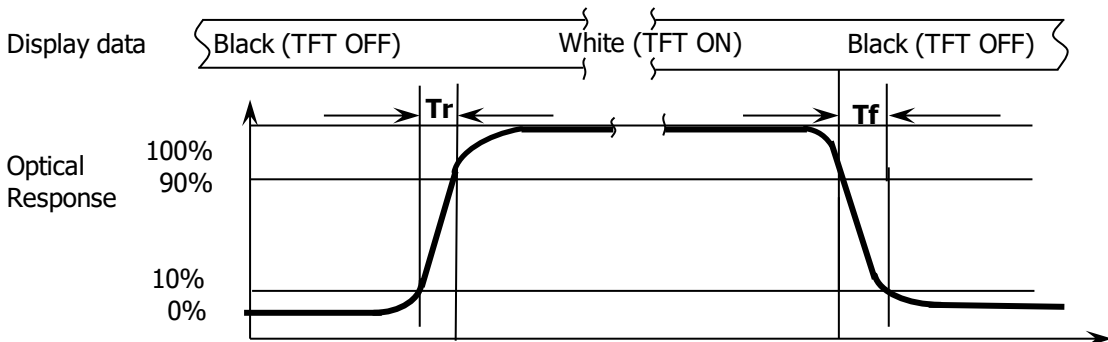 Display data Black (TFT OFF) White (TFT ON) Black (TFT OFF)
Tr Tf
100%
Optical
Response
90%
10%
0%